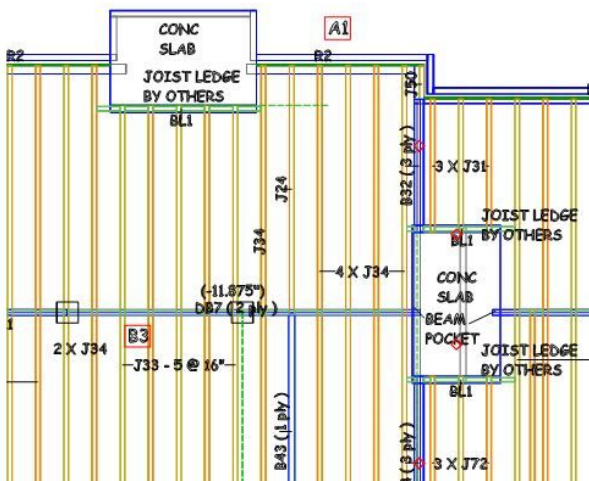 A1
CONC
SLAB
R2
R2
JOIST LEDGE
BY OTHERS
BL1
J50
B32 ( 3 ply )
3 X J31
J24
J34
JOIST LEDGE
BY OTHERS
BL1
4 X J34
CONC
SLAB
(-11.875")
DB7 ( 2 ply )
BEAM
POCKET
1
B3
2 X J34
J33 - 5 @ 16"
JOIST LEDGE
BY OTHERS
BL1
B43 ( 1 ply )
( 3 ply )
3 X J72